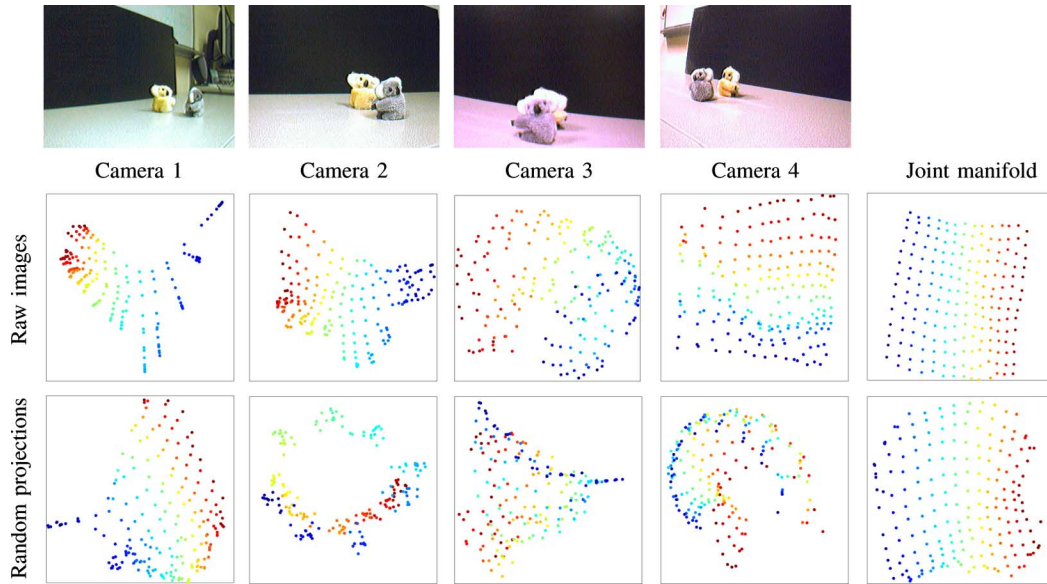 Camera 1
Camera 2
Camera 3
Camera 4
Joint manifold
Raw images
Random projections